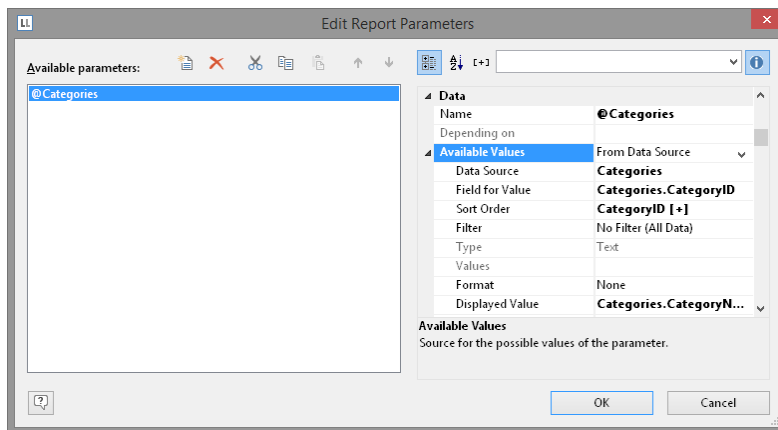 LL Edit Report Parameters ×
Available parameters:
[+]
@Categories
Data
Name @Categories
Depending on
Available Values From Data Source
Data Source Categories
Field for Value Categories.CategoryID
Sort Order CategoryID [+]
Filter No Filter (All Data)
Type Text
Values
Format None
Displayed Value Categories.CategoryN...
Available Values
Source for the possible values of the parameter.
OK Cancel